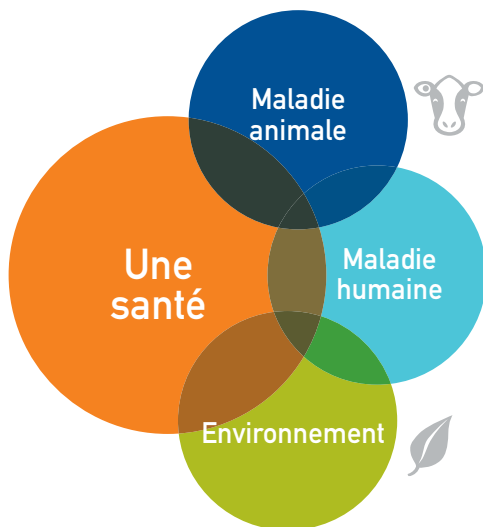 Maladie
animale
Une
santé
Maladie
humaine
Environnement